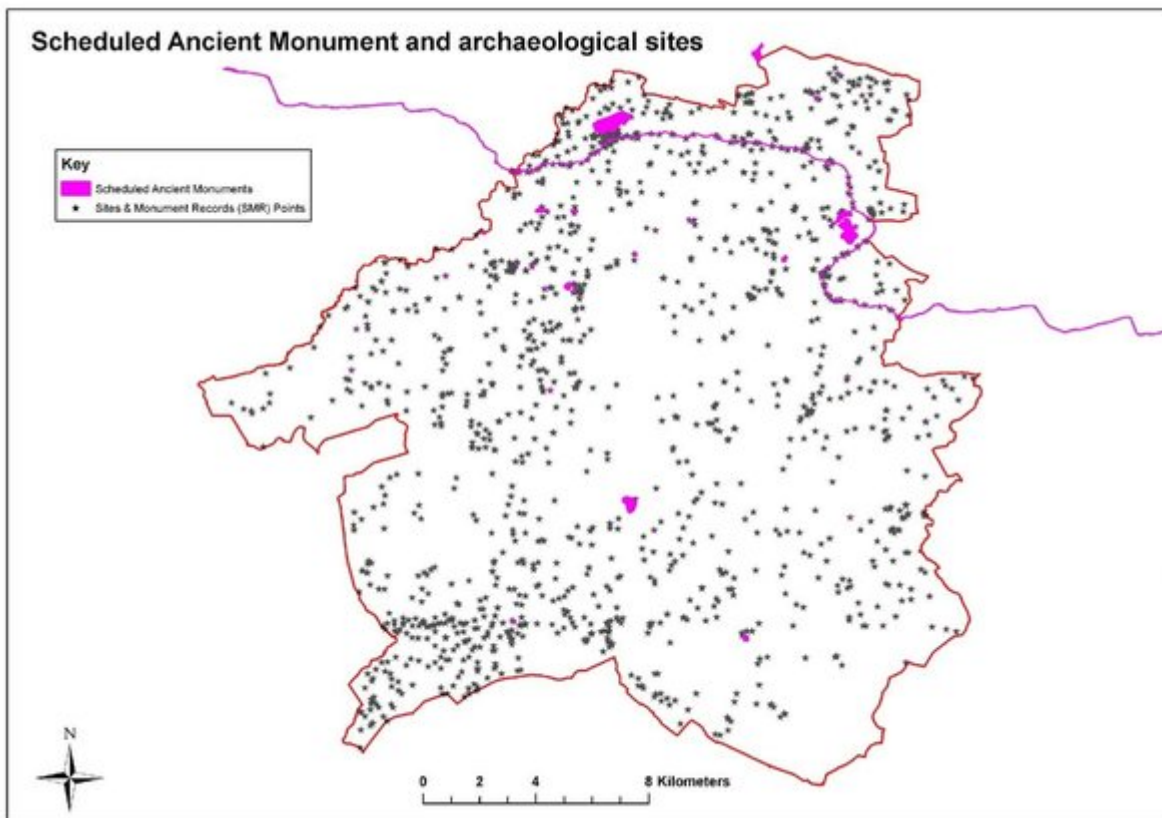 Scheduled Ancient Monument and archaeological sites
Key
Scheduled Ancient Monuments
Sites & Monument Records (SMR) Points
N
0 2 4 8 Kilometers